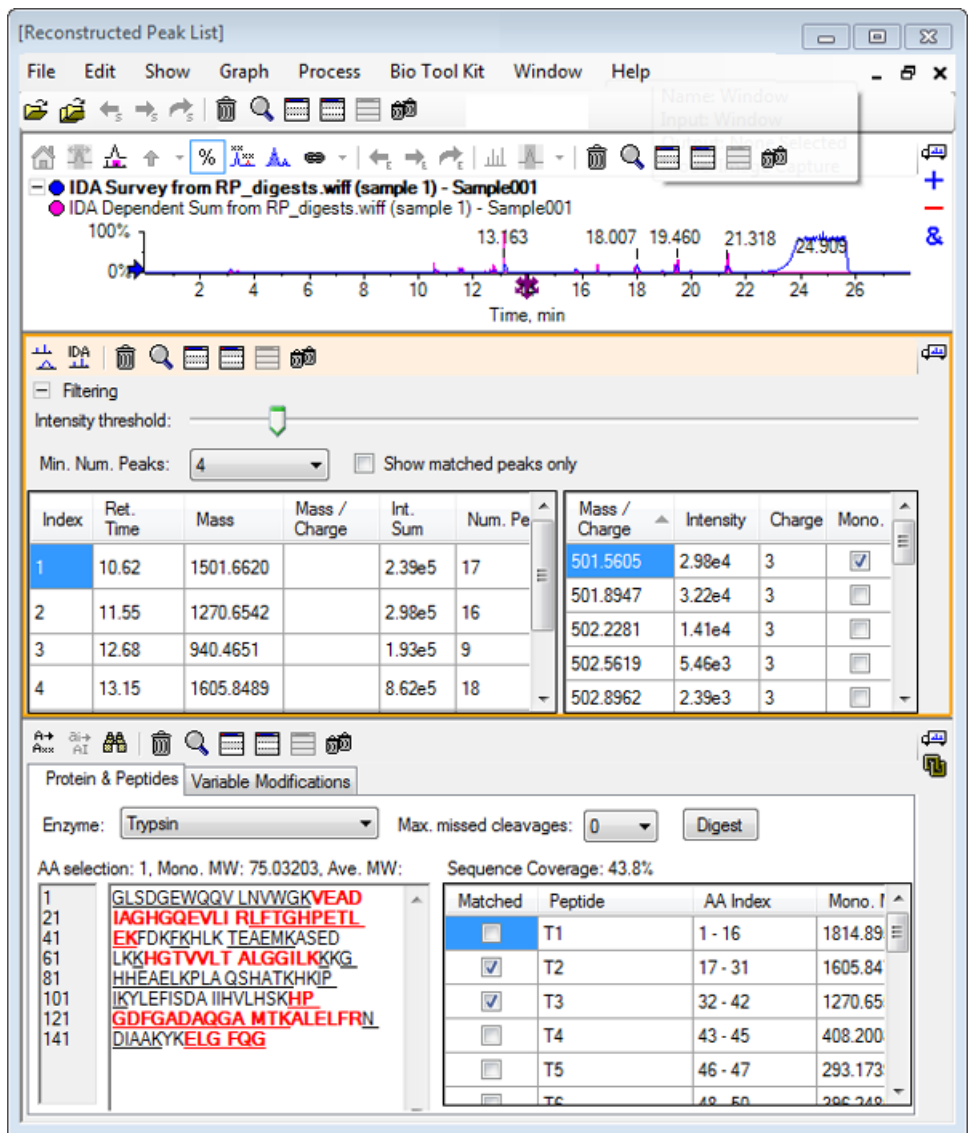 [Reconstructed Peak List]
File Edit Show Graph Process Bio Tool Kit Window Help
Name: Window
Input: Window
% 
IDA Survey from RP_digests.wiff (sample 1) - Sample001
IDA Dependent Sum from RP_digests.wiff (sample 1) - Sample001
100% 13.163 18.007 19.460 21.318 24.909
0%
2 4 6 8 10 12 16 18 20 22 24 26
Time, min
IDA
Filtering
Intensity threshold:
Min. Num. Peaks: 4 Show matched peaks only
Index Ret. Time Mass Mass / Charge Int. Sum Num. Pe
1 10.62 1501.6620 2.39e5 17
2 11.55 1270.6542 2.98e5 16
3 12.68 940.4651 1.93e5 9
4 13.15 1605.8489 8.62e5 18
Mass / Charge Intensity Charge Mono.
501.5605 2.98e4 3
501.8947 3.22e4 3
502.2281 1.41e4 3
502.5619 5.46e3 3
502.8962 2.39e3 3
Protein & Peptides Variable Modifications
Enzyme: Trypsin Max. missed cleavages: 0 Digest
AA selection: 1, Mono. MW: 75.03203, Ave. MW: Sequence Coverage: 43.8%
1 GLSDGEWQQV LNVWGKVEAD
21 IAGHGQEVLI RLFTGHPETL
41 EKFDKFKHLK TEAEMKASED
61 LKKHGTVVLT ALGGILKKKG
81 HHEAELKPLA QSHATKHKIP
101 IKYLEFISDA IIHVLHSKHP
121 GDFGADAQGA MTKALELFRN
141 DIAAKYKELG FQG
Matched Peptide AA Index Mono. M
T1 1 - 16 1814.89
T2 17 - 31 1605.84
T3 32 - 42 1270.65
T4 43 - 45 408.200
T5 46 - 47 293.173